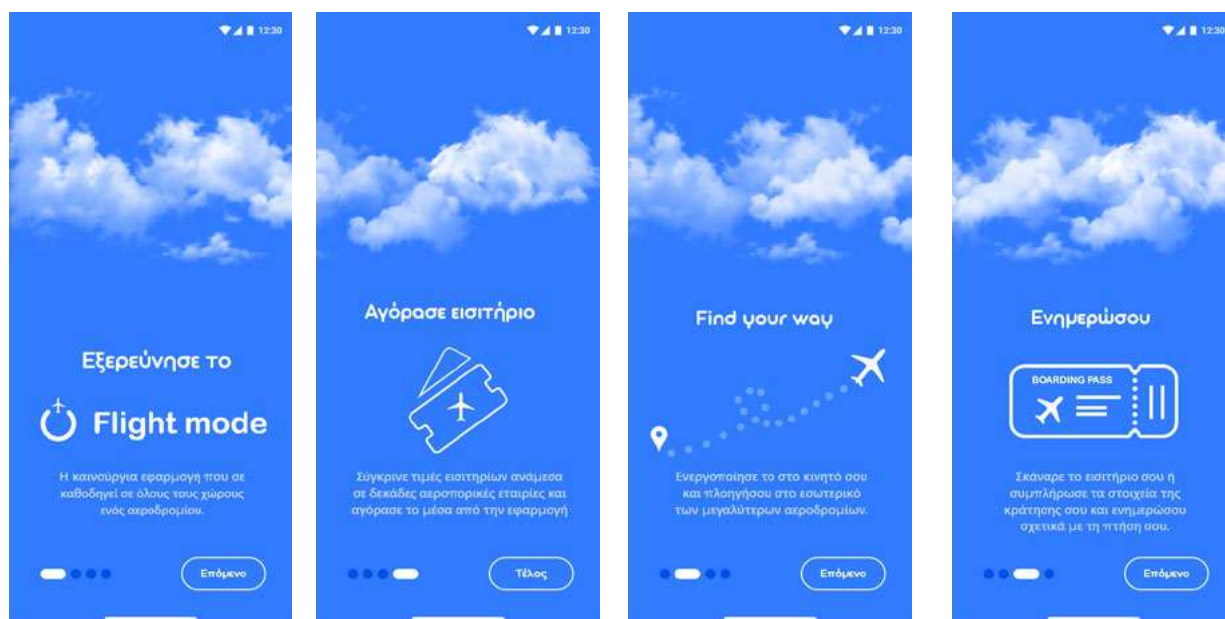 12:30
Εξερεύνησε το
Flight mode
Η καινούργια εφαρμογή που σε
καθοδηγεί σε όλους τους χώρους
ενός αεροδρομίου.
Επόμενο
12:30
Αγόρασε εισιτήριο
Σύγκρινε τιμές εισιτηρίων ανάμεσα
σε δεκάδες αεροπορικές εταιρίες και
αγόρασε το μέσα από την εφαρμογή
Τέλος
12:30
Find your way
Ενεργοποίησε το στο κινητό σου
και πλοηγήσου στο εσωτερικό
των μεγαλύτερων αεροδρομίων.
Επόμενο
12:30
Ενημερώσου
BOARDING PASS
Σκάναρε το εισιτήριο σου ή
συμπλήρωσε τα στοιχεία της
κράτησης σου και ενημερώσου
σχετικά με τη πτήση σου.
Επόμενο